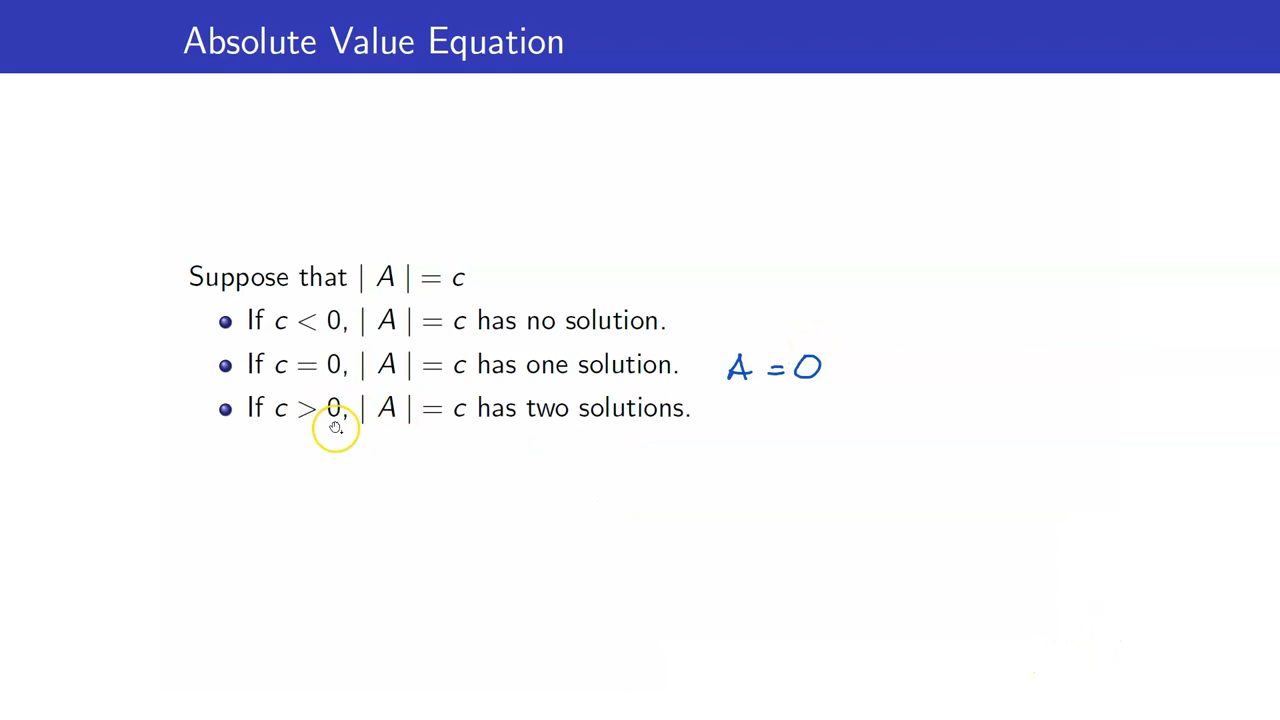 Absolute Value Equation
Suppose that | A | = c
If c < 0, | A | = c has no solution.
If c = 0, | A | = c has one solution. A = 0
If c > 0, | A | = c has two solutions.